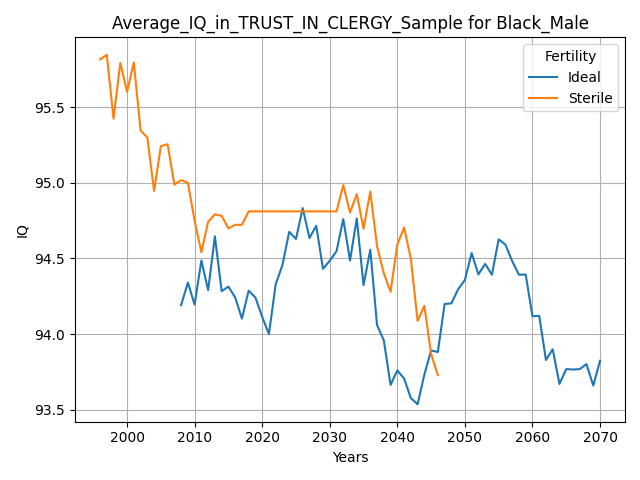 Average_IQ_in_TRUST_IN_CLERGY_Sample for Black_Male
Fertility
Ideal
Sterile
IQ
95.5
95.0
94.5
94.0
93.5
2000 2010 2020 2030 2040 2050 2060 2070
Years